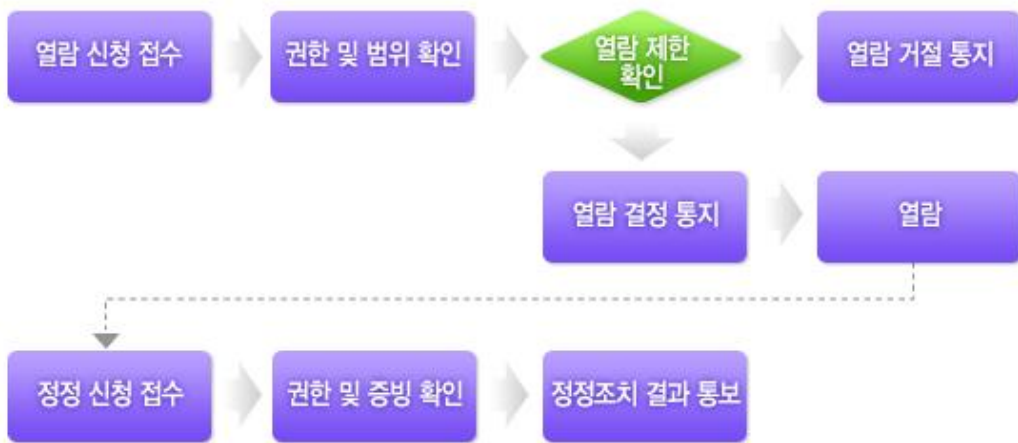 열람 신청 접수
권한 및 범위 확인
열람 제한
확인
열람 거절 통지
열람 결정 통지
열람
정정 신청 접수
권한 및 증빙 확인
정정조치 결과 통보